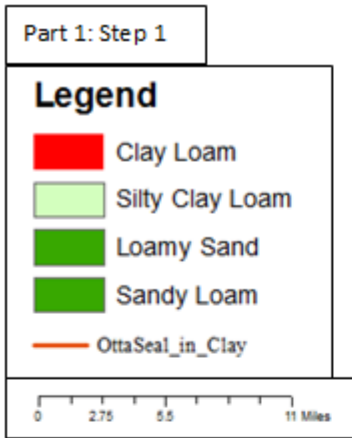 Part 1: Step 1
Legend
Clay Loam
Silty Clay Loam
Loamy Sand
Sandy Loam
OttaSeal_in_Clay
0 2.75 5.5 11 Miles